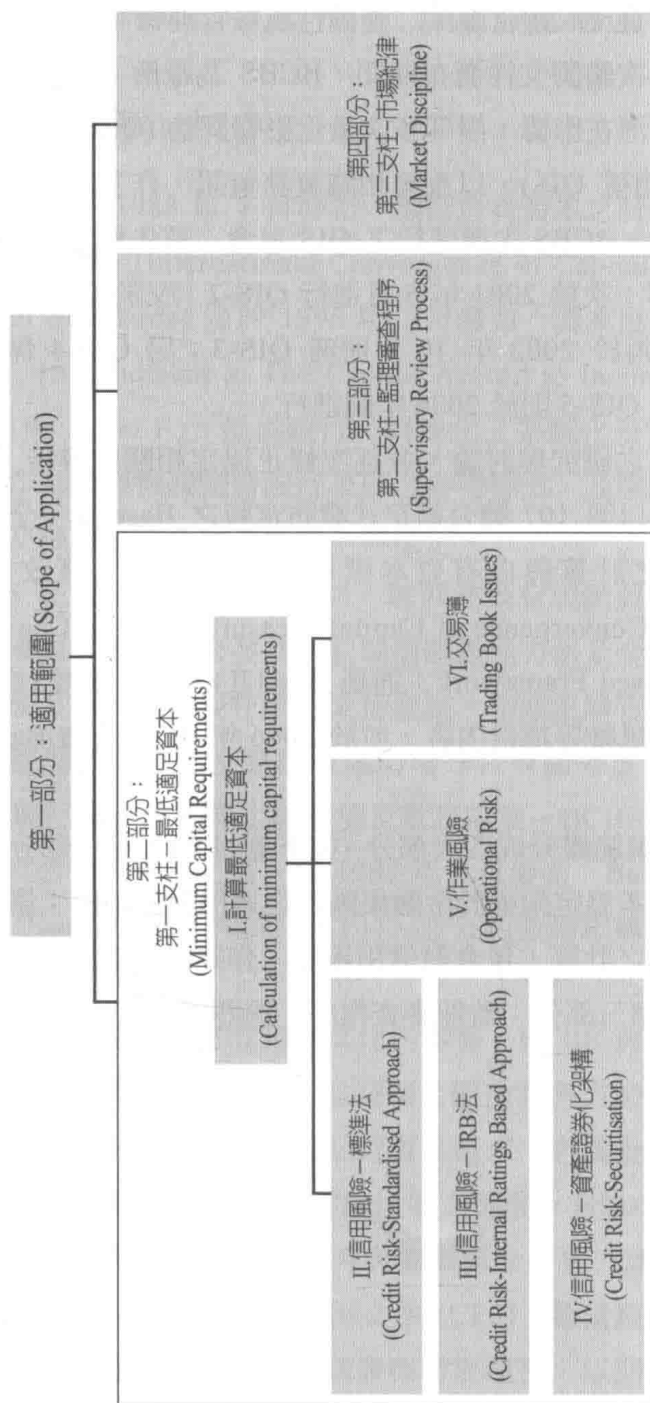 第一部分：適用範圍(Scope of Application)
第二部分：
第一支柱－最低適足資本
(Minimum Capital Requirements)
I.計算最低適足資本
(Calculation of minimum capital requirements)
II.信用風險－標準法
(Credit Risk-Standardised Approach)
III.信用風險－IRB法
(Credit Risk-Internal Ratings Based Approach)
IV.信用風險－資產證券化架構
(Credit Risk-Securitisation)
V.作業風險
(Operational Risk)
VI.交易簿
(Trading Book Issues)
第三部分：
第二支柱－監理審查程序
(Supervisory Review Process)
第四部分：
第三支柱－市場紀律
(Market Discipline)